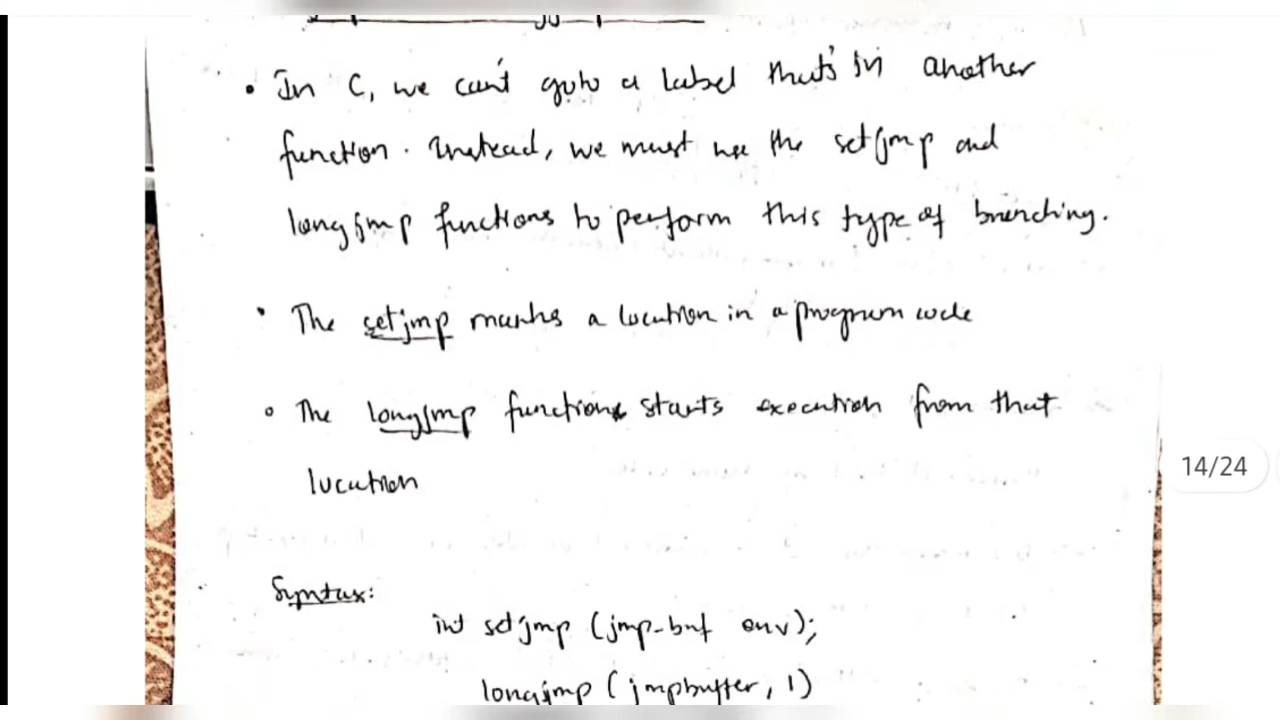 • In C, we can't goto a label that's in another
function. Instead, we must use the setjmp and
longjmp functions to perform this type of branching.
• The setjmp marks a location in a program code
• The longjmp function starts execution from that
location
Syntax:
int setjmp (jmp-buf env);
longjmp (jmpbuffer, 1)
14/24